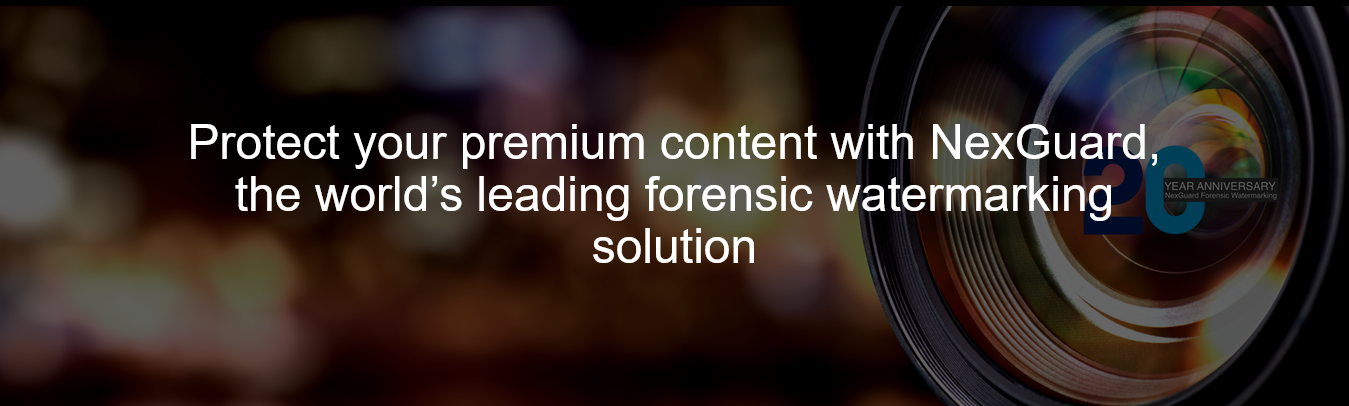 Protect your premium content with NexGuard,
the world’s leading forensic watermarking
solution
20
YEAR ANNIVERSARY
NexGuard Forensic Watermarking